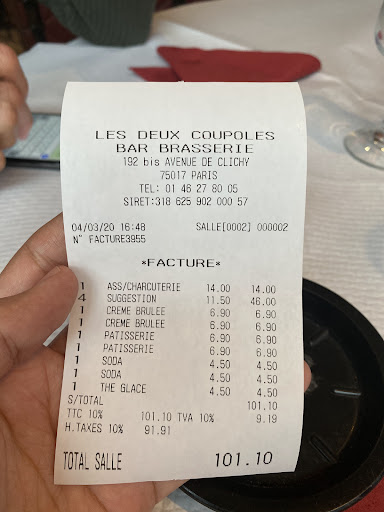 LES DEUX COUPOLES
BAR BRASSERIE
192 bis AVENUE DE CLICHY
75017 PARIS
TEL: 01 46 27 80 05
SIRET:318 625 902 000 57
04/03/20 16:48 SALLE[0002] 000002
N° FACTURE3955
*FACTURE*
1 ASS/CHARCUTERIE 14.00 14.00
4 SUGGESTION 11.50 46.00
1 CREME BRULEE 6.90 6.90
1 CREME BRULEE 6.90 6.90
1 PATISSERIE 6.90 6.90
1 PATISSERIE 6.90 6.90
1 SODA 4.50 4.50
1 SODA 4.50 4.50
1 THE GLACE 4.50 4.50
S/TOTAL 101.10
TTC 10% 101.10 TVA 10% 9.19
H.TAXES 10% 91.91
TOTAL SALLE 101.10